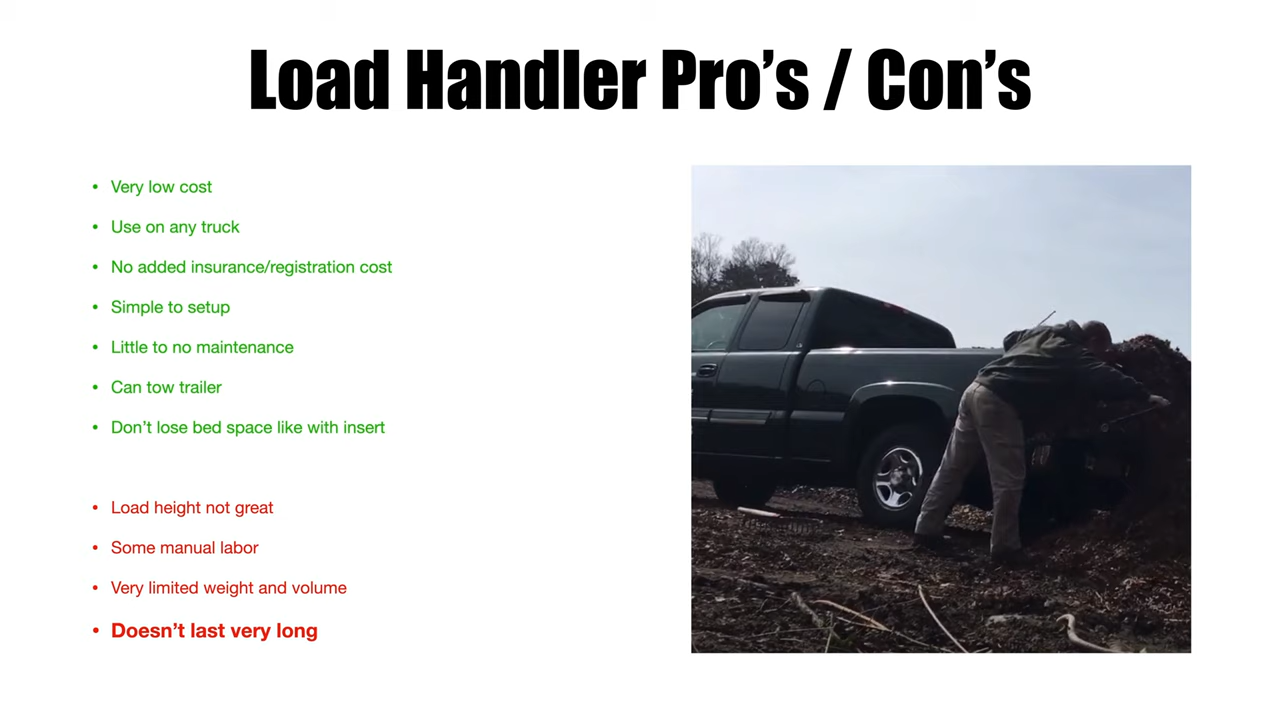 Load Handler Pro’s / Con’s
• Very low cost
• Use on any truck
• No added insurance/registration cost
• Simple to setup
• Little to no maintenance
• Can tow trailer
• Don’t lose bed space like with insert
• Load height not great
• Some manual labor
• Very limited weight and volume
• Doesn’t last very long